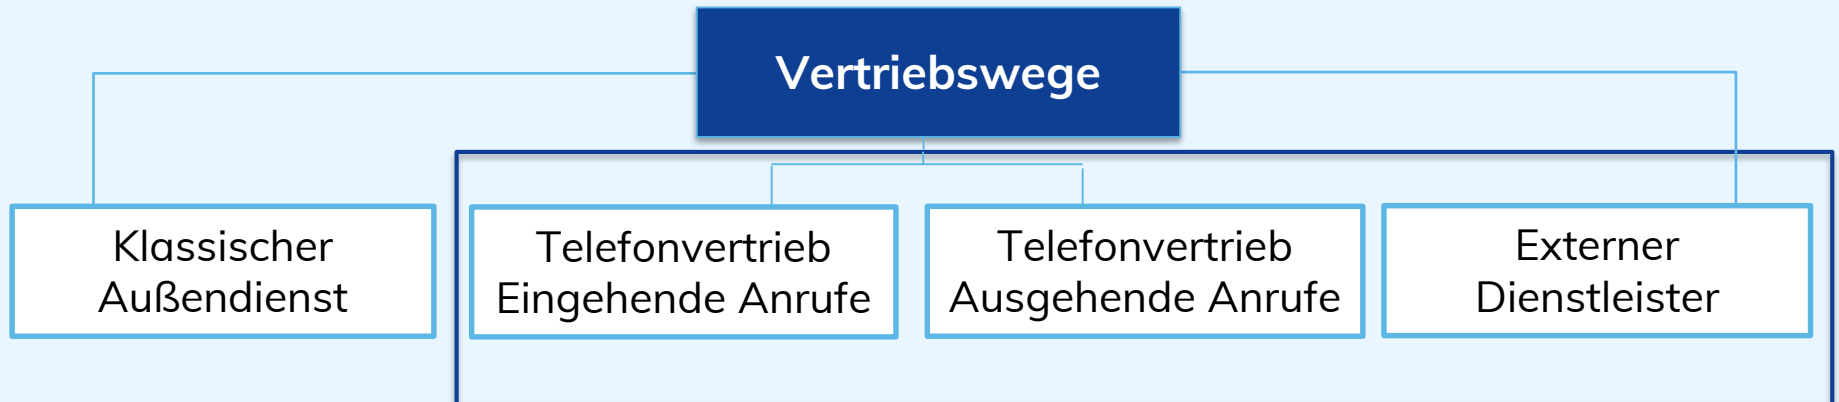 Vertriebswege
Klassischer
Außendienst
Telefonvertrieb
Eingehende Anrufe
Telefonvertrieb
Ausgehende Anrufe
Externer
Dienstleister